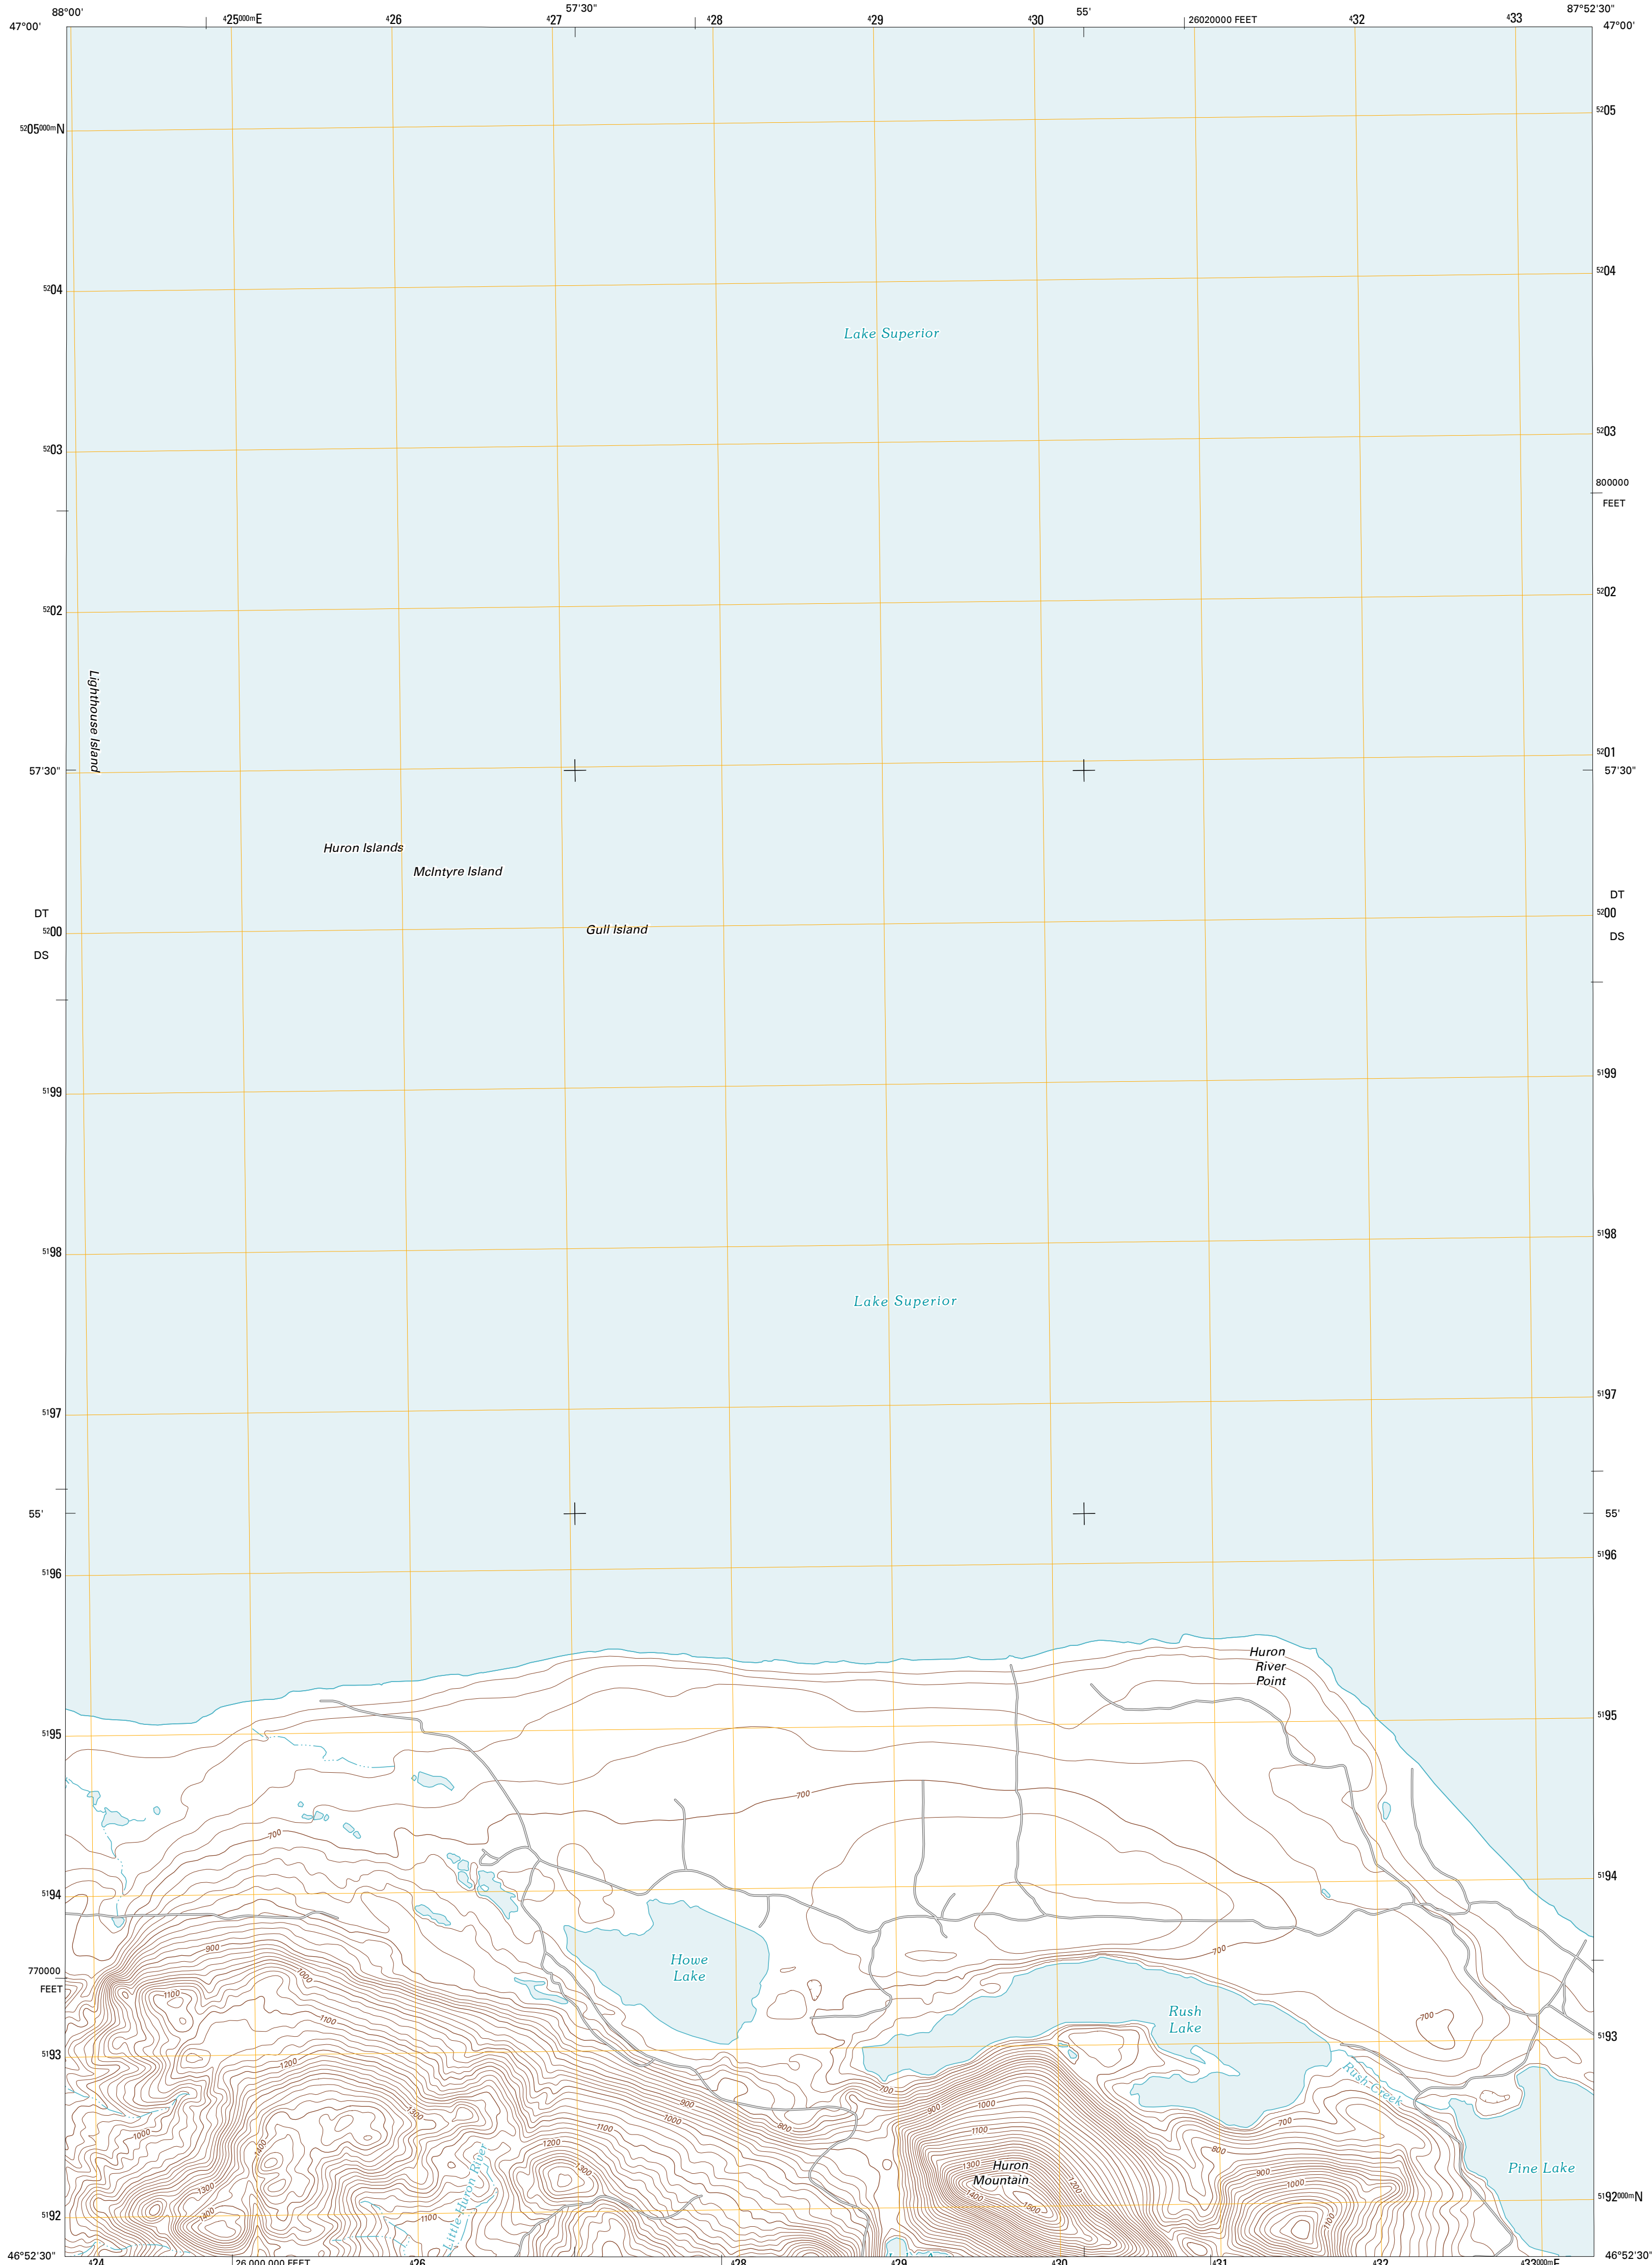 88°00'
⁴25⁰⁰⁰ᵐE
⁴26
⁴27
57'30"
⁴28
⁴29
⁴30
55'
26020000 FEET
⁴32
⁴33
87°52'30"
47°00'
47°00'
⁵²05⁰⁰⁰ᵐN
⁵²05
⁵²04
⁵²04
Lake Superior
⁵²03
⁵²03
800000
FEET
⁵²02
⁵²02
Lighthouse Island
⁵²01
57'30"
57'30"
Huron Islands
McIntyre Island
DT
DT
⁵²00
⁵²00
Gull Island
DS
DS
⁵¹99
⁵¹99
⁵¹98
⁵¹98
Lake Superior
⁵¹97
⁵¹97
55'
55'
⁵¹96
⁵¹96
Huron
River
Point
⁵¹95
⁵¹95
700
700
⁵¹94
⁵¹94
900
700
Howe
Lake
770000
FEET
1000
1100
1100
Rush
Lake
700
⁵¹93
⁵¹93
1200
Rush Creek
700
900
900
1000
1300
1000
800
1100
1100
700
1000
1200
1400
800
1300
1300
Huron
Mountain
1200
900
1000
Pine Lake
1300
1400
1500
1400
1100
1100
Little Huron River
⁵¹92
⁵¹92⁰⁰⁰ᵐN
46°52'30"
46°52'30"
⁴24
26 000 000 FEET
⁴26
⁴28
⁴29
⁴30
⁴31
⁴32
⁴33⁰⁰⁰ᵐE